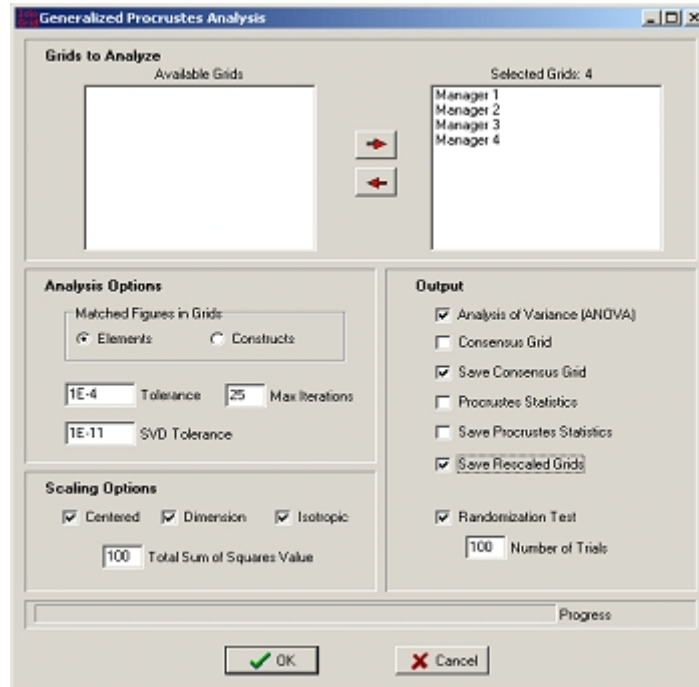 Generalized Procrustes Analysis
Grids to Analyze
Available Grids
Selected Grids: 4
Manager 1
Manager 2
Manager 3
Manager 4
Analysis Options
Matched Figures in Grids
Elements
Constructs
1E-4 Tolerance 25 Max Iterations
1E-11 SVD Tolerance
Scaling Options
Centered Dimension Isotropic
100 Total Sum of Squares Value
Output
Analysis of Variance (ANOVA)
Consensus Grid
Save Consensus Grid
Procrustes Statistics
Save Procrustes Statistics
Save Rescaled Grids
Randomization Test
100 Number of Trials
Progress
OK
Cancel